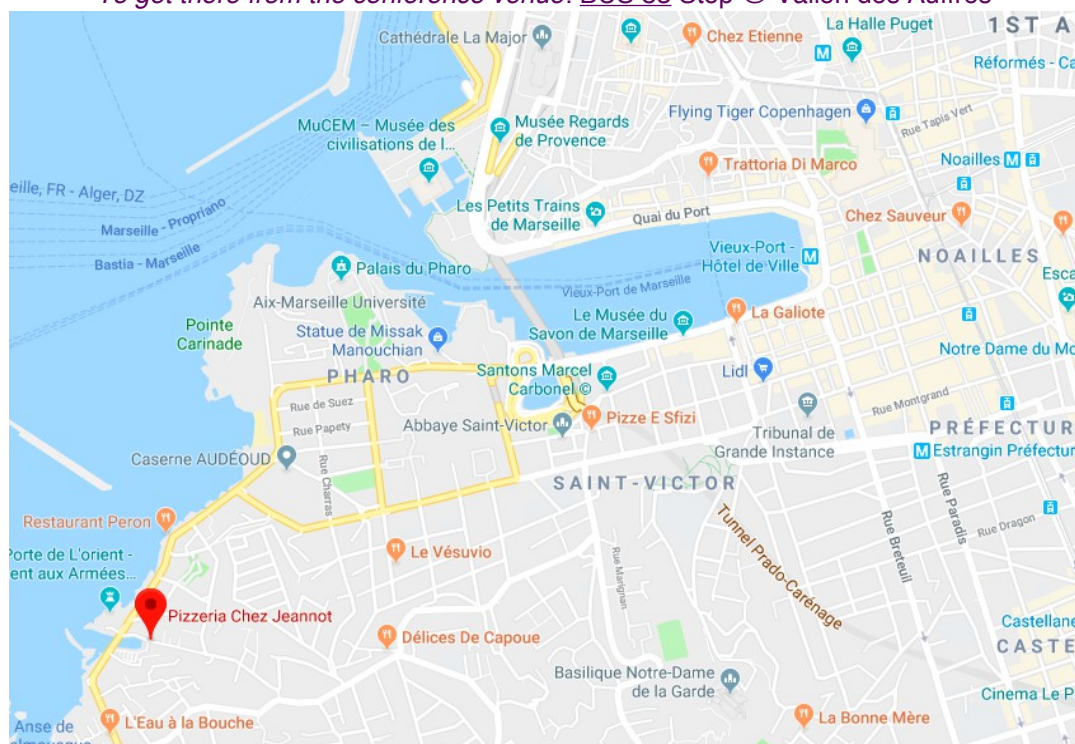 To get there from the conference venue: BUS 83 Stop @ Vallon des Auffres
Cathédrale La Major
Chez Etienne
La Halle Puget
1ST A
Réformés - Ca
MuCEM – Musée des
civilisations de l...
Musée Regards
de Provence
Flying Tiger Copenhagen
Rue Tapis Vert
Trattoria Di Marco
Noailles M
eille, FR - Alger, DZ
Marseille - Propriano
Bastia - Marseille
Les Petits Trains
de Marseille
Quai du Port
Chez Sauveur
Vieux-Port -
Hôtel de Ville
M
NOAILLES
Palais du Pharo
Vieux-Port de Marseille
Esca
Aix-Marseille Université
Pointe
Carinade
Statue de Missak
Manouchian
Le Musée du
Savon de Marseille
La Galiote
PHARO
Santons Marcel
Carbonel ©
Lidl
Notre Dame du Mo
Rue de Suez
Rue Papety
Rue Charras
Abbaye Saint-Victor
Pizze E Sfizi
Tribunal de
Grande Instance
Rue Montgrand
PRÉFECTUR
M Estrangin Préfectur
Caserne AUDÉOUD
SAINT-VICTOR
Rue Paradis
Rue Dragon
Restaurant Peron
Le Vésuvio
Rue Marignan
Tunnel Prado-Carénage
Rue Breteuil
Porte de L'orient -
ent aux Armées...
Pizzeria Chez Jeannot
Délices De Capoue
Castellane
CASTE
Basilique Notre-Dame
de la Garde
Cinema Le P
L'Eau à la Bouche
La Bonne Mère
Anse de